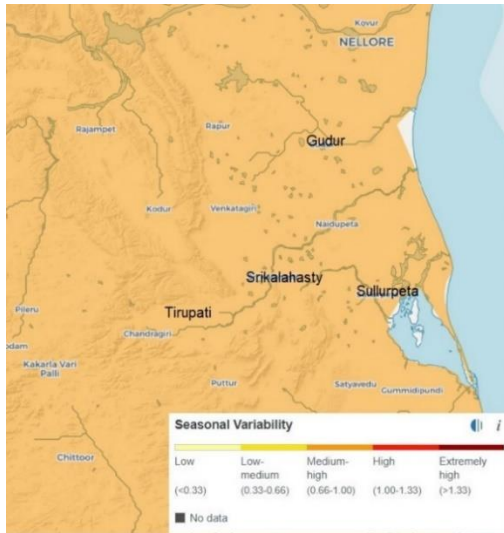 Kovur
NELLORE
Rajampet
Rapur
Gudur
Kodur
Venkatagiri
Naidupeta
Srikalahasty
Sullurpeta
Pileru
Tirupati
Chandragiri
odam
Kakarla Vari
Palli
Puttur
Satyavedu
Gummidipundi
Chittoor
Seasonal Variability i
Low Low-medium Medium-high High Extremely high
(<0.33) (0.33-0.66) (0.66-1.00) (1.00-1.33) (>1.33)
No data